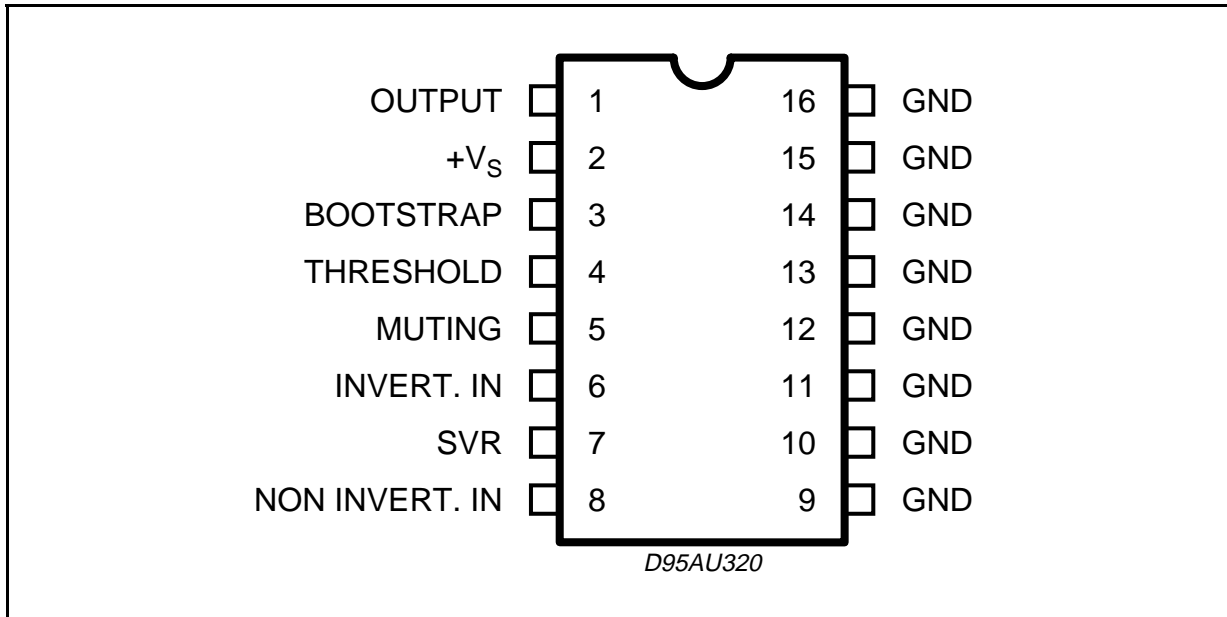 OUTPUT 1 16 GND
+VS 2 15 GND
BOOTSTRAP 3 14 GND
THRESHOLD 4 13 GND
MUTING 5 12 GND
INVERT. IN 6 11 GND
SVR 7 10 GND
NON INVERT. IN 8 9 GND
D95AU320